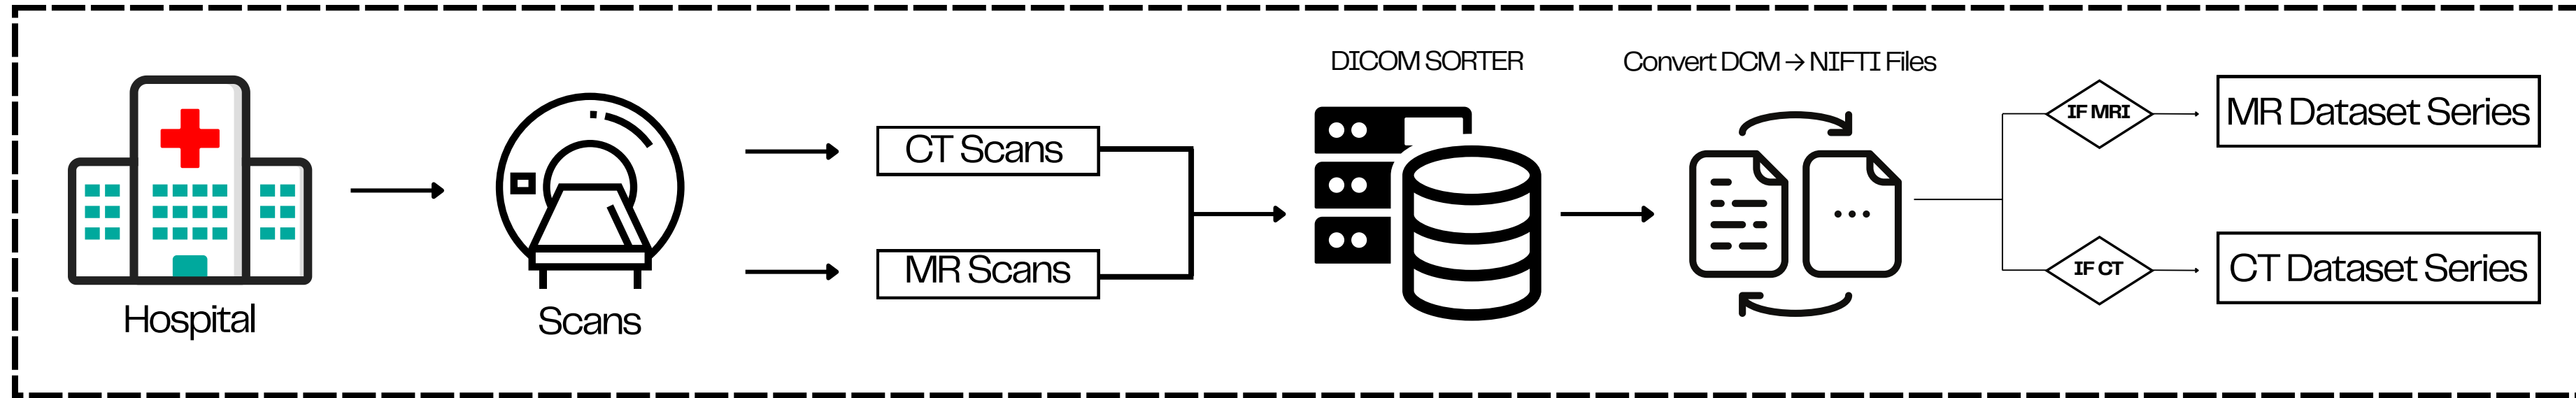 Hospital
Scans
CT Scans
MR Scans
DICOM SORTER
Convert DCM → NIFTI Files
IF MRI
MR Dataset Series
IF CT
CT Dataset Series